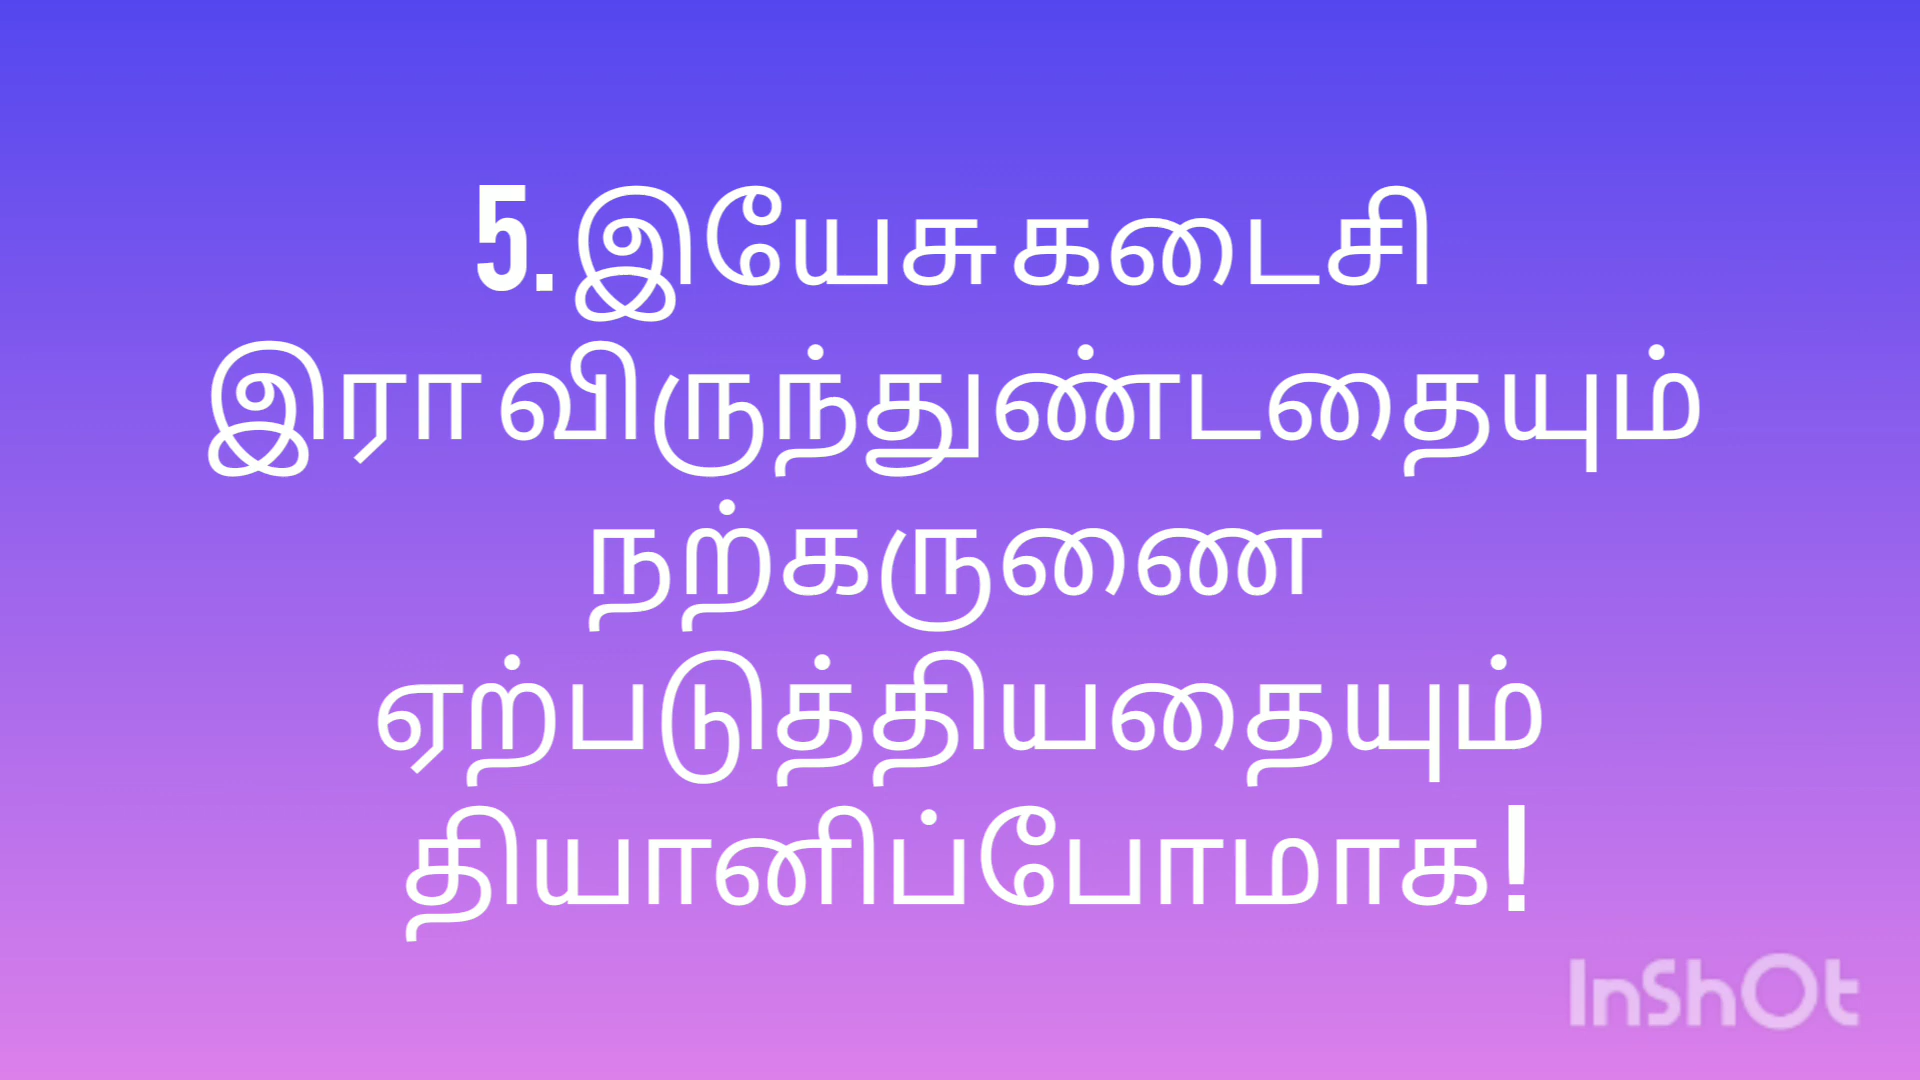 5. இயேசு கடைசி
இரா விருந்துண்டதையும்
நற்கருணை
ஏற்படுத்தியதையும்
தியானிப்போமாக!
InShOt